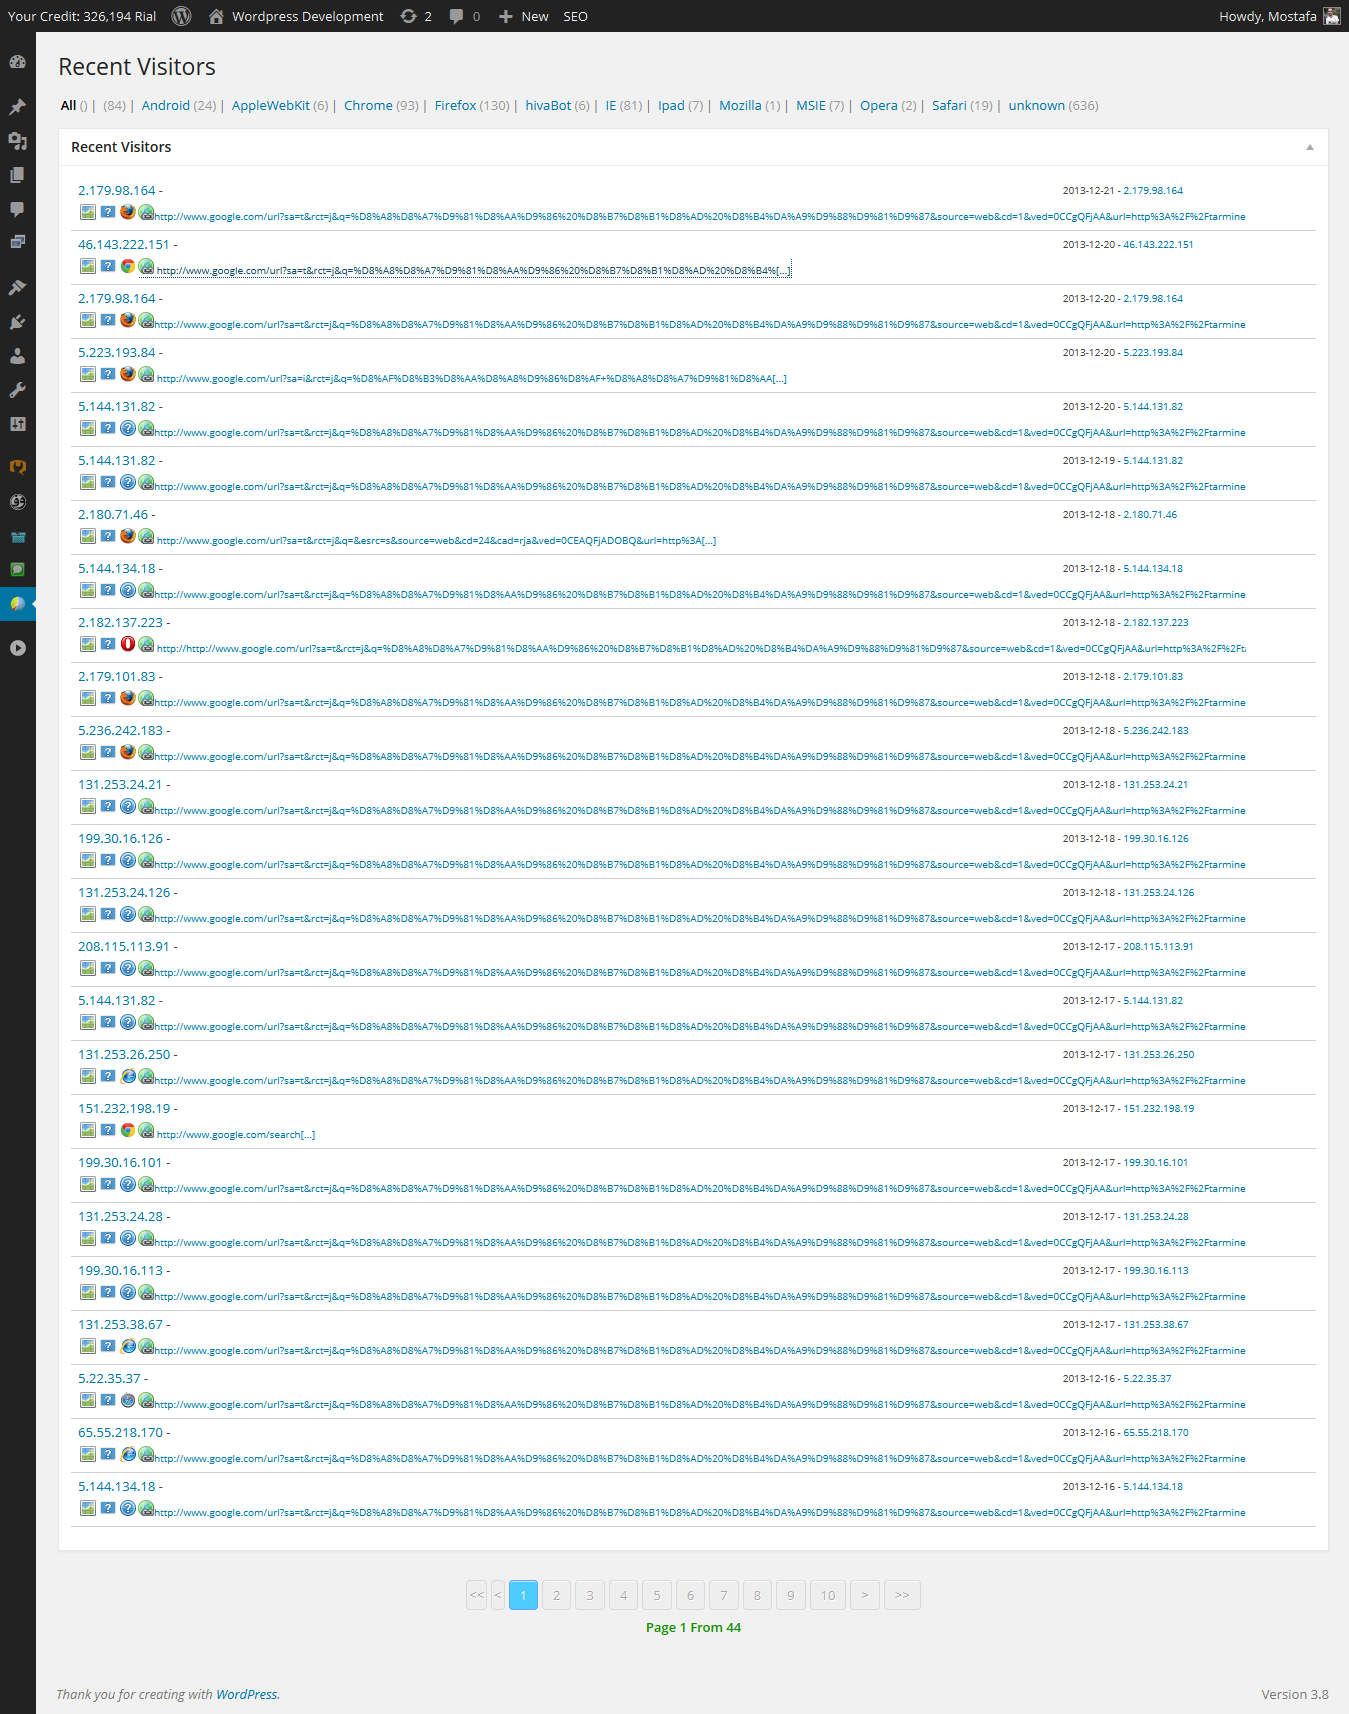 Your Credit: 326,194 Rial Wordpress Development 2 0 New SEO Howdy, Mostafa
Recent Visitors
All () | (84) | Android (24) | AppleWebKit (6) | Chrome (93) | Firefox (130) | hivaBot (6) | IE (81) | Ipad (7) | Mozilla (1) | MSIE (7) | Opera (2) | Safari (19) | unknown (636)
Recent Visitors
2.179.98.164 - 2013-12-21 - 2.179.98.164
http://www.google.com/url?sa=t&rct=j&q=%D8%A8%D8%A7%D9%81%D8%AA%D9%86%20%D8%B7%D8%B1%D8%AD%20%D8%B4%DA%A9%D9%88%D9%81%D9%87&source=web&cd=1&ved=0CCgQFjAA&url=http%3A%2F%2Ftarmine
46.143.222.151 - 2013-12-20 - 46.143.222.151
http://www.google.com/url?sa=t&rct=j&q=%D8%A8%D8%A7%D9%81%D8%AA%D9%86%20%D8%B7%D8%B1%D8%AD%20%D8%B4%[...]
2.179.98.164 - 2013-12-20 - 2.179.98.164
http://www.google.com/url?sa=t&rct=j&q=%D8%A8%D8%A7%D9%81%D8%AA%D9%86%20%D8%B7%D8%B1%D8%AD%20%D8%B4%DA%A9%D9%88%D9%81%D9%87&source=web&cd=1&ved=0CCgQFjAA&url=http%3A%2F%2Ftarmine
5.223.193.84 - 2013-12-20 - 5.223.193.84
http://www.google.com/url?sa=i&rct=j&q=%D8%AF%D8%B3%D8%AA%D8%A8%D9%86%D8%AF+%D8%A8%D8%A7%D9%81%D8%AA[...]
5.144.131.82 - 2013-12-20 - 5.144.131.82
http://www.google.com/url?sa=t&rct=j&q=%D8%A8%D8%A7%D9%81%D8%AA%D9%86%20%D8%B7%D8%B1%D8%AD%20%D8%B4%DA%A9%D9%88%D9%81%D9%87&source=web&cd=1&ved=0CCgQFjAA&url=http%3A%2F%2Ftarmine
5.144.131.82 - 2013-12-19 - 5.144.131.82
http://www.google.com/url?sa=t&rct=j&q=%D8%A8%D8%A7%D9%81%D8%AA%D9%86%20%D8%B7%D8%B1%D8%AD%20%D8%B4%DA%A9%D9%88%D9%81%D9%87&source=web&cd=1&ved=0CCgQFjAA&url=http%3A%2F%2Ftarmine
2.180.71.46 - 2013-12-18 - 2.180.71.46
http://www.google.com/url?sa=t&rct=j&q=&esrc=s&source=web&cd=24&cad=rja&ved=0CEAQFjADOBQ&url=http%3A[...]
5.144.134.18 - 2013-12-18 - 5.144.134.18
http://www.google.com/url?sa=t&rct=j&q=%D8%A8%D8%A7%D9%81%D8%AA%D9%86%20%D8%B7%D8%B1%D8%AD%20%D8%B4%DA%A9%D9%88%D9%81%D9%87&source=web&cd=1&ved=0CCgQFjAA&url=http%3A%2F%2Ftarmine
2.182.137.223 - 2013-12-18 - 2.182.137.223
http://http://www.google.com/url?sa=t&rct=j&q=%D8%A8%D8%A7%D9%81%D8%AA%D9%86%20%D8%B7%D8%B1%D8%AD%20%D8%B4%DA%A9%D9%88%D9%81%D9%87&source=web&cd=1&ved=0CCgQFjAA&url=http%3A%2F%2Ft
2.179.101.83 - 2013-12-18 - 2.179.101.83
http://www.google.com/url?sa=t&rct=j&q=%D8%A8%D8%A7%D9%81%D8%AA%D9%86%20%D8%B7%D8%B1%D8%AD%20%D8%B4%DA%A9%D9%88%D9%81%D9%87&source=web&cd=1&ved=0CCgQFjAA&url=http%3A%2F%2Ftarmine
5.236.242.183 - 2013-12-18 - 5.236.242.183
http://www.google.com/url?sa=t&rct=j&q=%D8%A8%D8%A7%D9%81%D8%AA%D9%86%20%D8%B7%D8%B1%D8%AD%20%D8%B4%DA%A9%D9%88%D9%81%D9%87&source=web&cd=1&ved=0CCgQFjAA&url=http%3A%2F%2Ftarmine
131.253.24.21 - 2013-12-18 - 131.253.24.21
http://www.google.com/url?sa=t&rct=j&q=%D8%A8%D8%A7%D9%81%D8%AA%D9%86%20%D8%B7%D8%B1%D8%AD%20%D8%B4%DA%A9%D9%88%D9%81%D9%87&source=web&cd=1&ved=0CCgQFjAA&url=http%3A%2F%2Ftarmine
199.30.16.126 - 2013-12-18 - 199.30.16.126
http://www.google.com/url?sa=t&rct=j&q=%D8%A8%D8%A7%D9%81%D8%AA%D9%86%20%D8%B7%D8%B1%D8%AD%20%D8%B4%DA%A9%D9%88%D9%81%D9%87&source=web&cd=1&ved=0CCgQFjAA&url=http%3A%2F%2Ftarmine
131.253.24.126 - 2013-12-18 - 131.253.24.126
http://www.google.com/url?sa=t&rct=j&q=%D8%A8%D8%A7%D9%81%D8%AA%D9%86%20%D8%B7%D8%B1%D8%AD%20%D8%B4%DA%A9%D9%88%D9%81%D9%87&source=web&cd=1&ved=0CCgQFjAA&url=http%3A%2F%2Ftarmine
208.115.113.91 - 2013-12-17 - 208.115.113.91
http://www.google.com/url?sa=t&rct=j&q=%D8%A8%D8%A7%D9%81%D8%AA%D9%86%20%D8%B7%D8%B1%D8%AD%20%D8%B4%DA%A9%D9%88%D9%81%D9%87&source=web&cd=1&ved=0CCgQFjAA&url=http%3A%2F%2Ftarmine
5.144.131.82 - 2013-12-17 - 5.144.131.82
http://www.google.com/url?sa=t&rct=j&q=%D8%A8%D8%A7%D9%81%D8%AA%D9%86%20%D8%B7%D8%B1%D8%AD%20%D8%B4%DA%A9%D9%88%D9%81%D9%87&source=web&cd=1&ved=0CCgQFjAA&url=http%3A%2F%2Ftarmine
131.253.26.250 - 2013-12-17 - 131.253.26.250
http://www.google.com/url?sa=t&rct=j&q=%D8%A8%D8%A7%D9%81%D8%AA%D9%86%20%D8%B7%D8%B1%D8%AD%20%D8%B4%DA%A9%D9%88%D9%81%D9%87&source=web&cd=1&ved=0CCgQFjAA&url=http%3A%2F%2Ftarmine
151.232.198.19 - 2013-12-17 - 151.232.198.19
http://www.google.com/search[...]
199.30.16.101 - 2013-12-17 - 199.30.16.101
http://www.google.com/url?sa=t&rct=j&q=%D8%A8%D8%A7%D9%81%D8%AA%D9%86%20%D8%B7%D8%B1%D8%AD%20%D8%B4%DA%A9%D9%88%D9%81%D9%87&source=web&cd=1&ved=0CCgQFjAA&url=http%3A%2F%2Ftarmine
131.253.24.28 - 2013-12-17 - 131.253.24.28
http://www.google.com/url?sa=t&rct=j&q=%D8%A8%D8%A7%D9%81%D8%AA%D9%86%20%D8%B7%D8%B1%D8%AD%20%D8%B4%DA%A9%D9%88%D9%81%D9%87&source=web&cd=1&ved=0CCgQFjAA&url=http%3A%2F%2Ftarmine
199.30.16.113 - 2013-12-17 - 199.30.16.113
http://www.google.com/url?sa=t&rct=j&q=%D8%A8%D8%A7%D9%81%D8%AA%D9%86%20%D8%B7%D8%B1%D8%AD%20%D8%B4%DA%A9%D9%88%D9%81%D9%87&source=web&cd=1&ved=0CCgQFjAA&url=http%3A%2F%2Ftarmine
131.253.38.67 - 2013-12-17 - 131.253.38.67
http://www.google.com/url?sa=t&rct=j&q=%D8%A8%D8%A7%D9%81%D8%AA%D9%86%20%D8%B7%D8%B1%D8%AD%20%D8%B4%DA%A9%D9%88%D9%81%D9%87&source=web&cd=1&ved=0CCgQFjAA&url=http%3A%2F%2Ftarmine
5.22.35.37 - 2013-12-16 - 5.22.35.37
http://www.google.com/url?sa=t&rct=j&q=%D8%A8%D8%A7%D9%81%D8%AA%D9%86%20%D8%B7%D8%B1%D8%AD%20%D8%B4%DA%A9%D9%88%D9%81%D9%87&source=web&cd=1&ved=0CCgQFjAA&url=http%3A%2F%2Ftarmine
65.55.218.170 - 2013-12-16 - 65.55.218.170
http://www.google.com/url?sa=t&rct=j&q=%D8%A8%D8%A7%D9%81%D8%AA%D9%86%20%D8%B7%D8%B1%D8%AD%20%D8%B4%DA%A9%D9%88%D9%81%D9%87&source=web&cd=1&ved=0CCgQFjAA&url=http%3A%2F%2Ftarmine
5.144.134.18 - 2013-12-16 - 5.144.134.18
http://www.google.com/url?sa=t&rct=j&q=%D8%A8%D8%A7%D9%81%D8%AA%D9%86%20%D8%B7%D8%B1%D8%AD%20%D8%B4%DA%A9%D9%88%D9%81%D9%87&source=web&cd=1&ved=0CCgQFjAA&url=http%3A%2F%2Ftarmine
<< < 1 2 3 4 5 6 7 8 9 10 > >>
Page 1 From 44
Thank you for creating with WordPress. Version 3.8